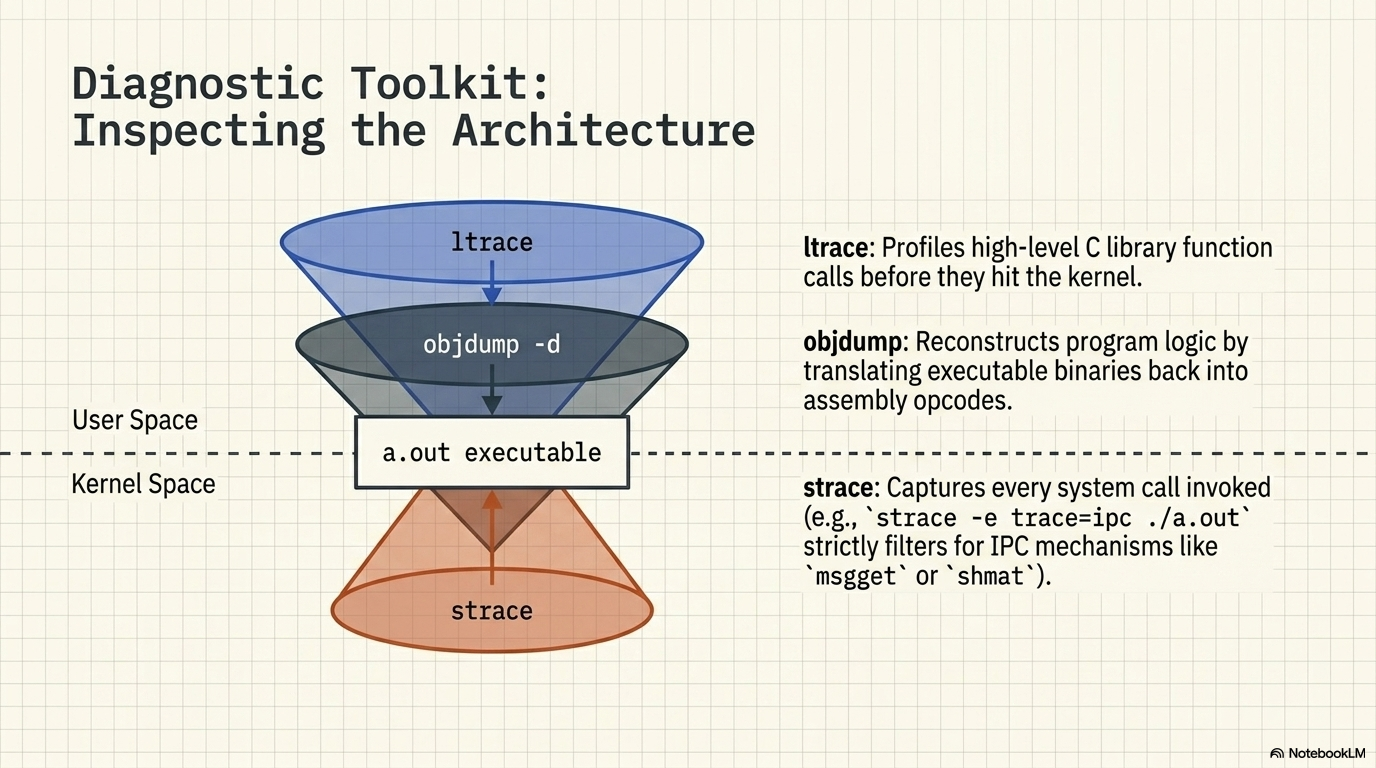 Diagnostic Toolkit:
Inspecting the Architecture
ltrace
objdump -d
a.out executable
strace
User Space
Kernel Space
ltrace: Profiles high-level C library function
calls before they hit the kernel.
objdump: Reconstructs program logic by
translating executable binaries back into
assembly opcodes.
strace: Captures every system call invoked
(e.g., `strace -e trace=ipc ./a.out`
strictly filters for IPC mechanisms like
`msgget` or `shmat`).
NotebookLM